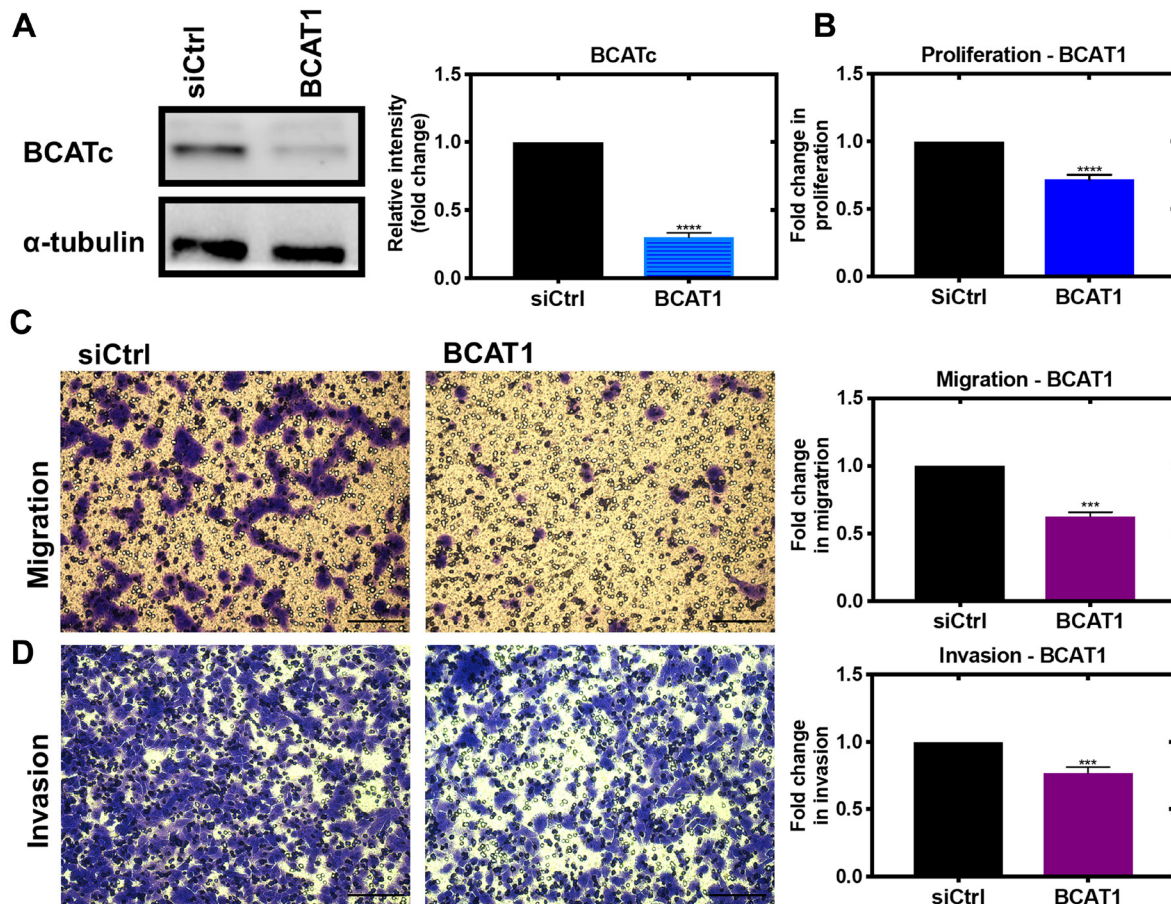 A
siCtrl
BCAT1
BCATc
α-tubulin
BCATc
Relative intensity
(fold change)
1.5
1.0
0.5
0.0
****
siCtrl
BCAT1
B
Proliferation - BCAT1
Fold change in
proliferation
1.5
1.0
0.5
0.0
****
SiCtrl
BCAT1
C
siCtrl
BCAT1
Migration
Migration - BCAT1
Fold change
in migratrion
1.5
1.0
0.5
0.0
***
siCtrl
BCAT1
D
Invasion
Invasion - BCAT1
Fold change
in invasion
1.5
1.0
0.5
0.0
***
siCtrl
BCAT1